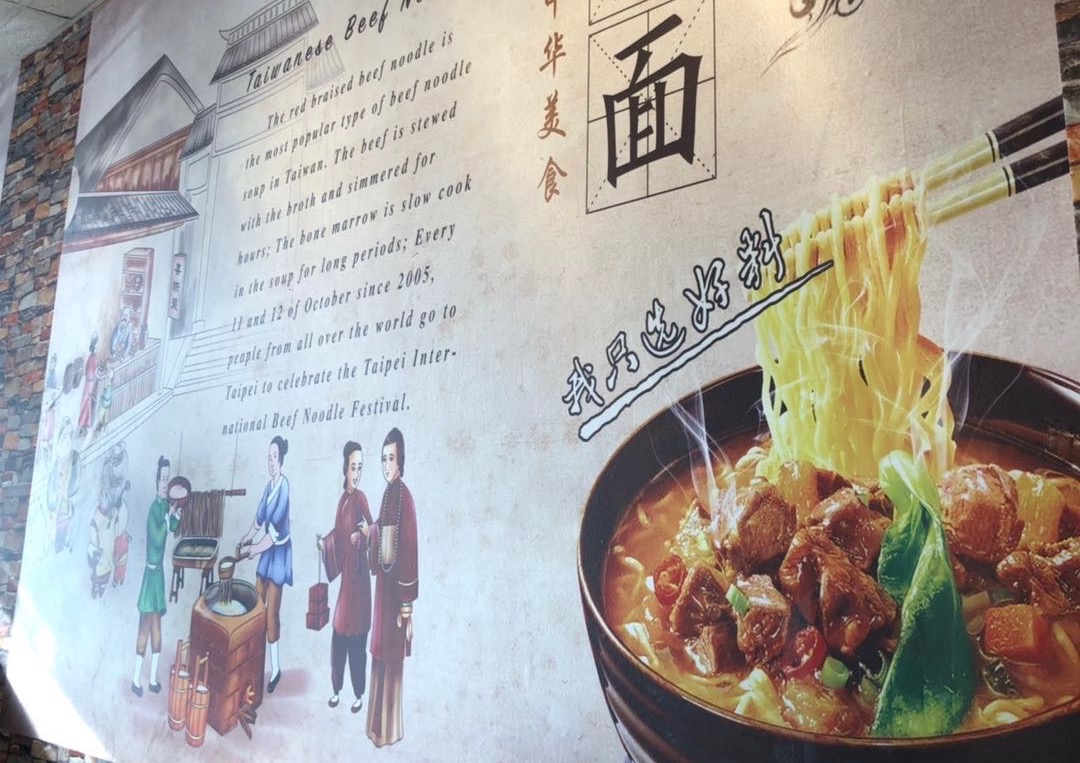 Taiwanese Beef
The red braised beef noodle is
the most popular type of beef noodle
soup in Taiwan. The beef is stewed
with the broth and simmered for
hours; The bone marrow is slow cook
in the soup for long periods; Every
11 and 12 of October since 2005,
people from all over the world go to
Taipei to celebrate the Taipei Inter-
national Beef Noodle Festival.
华美食
面
我只选好料